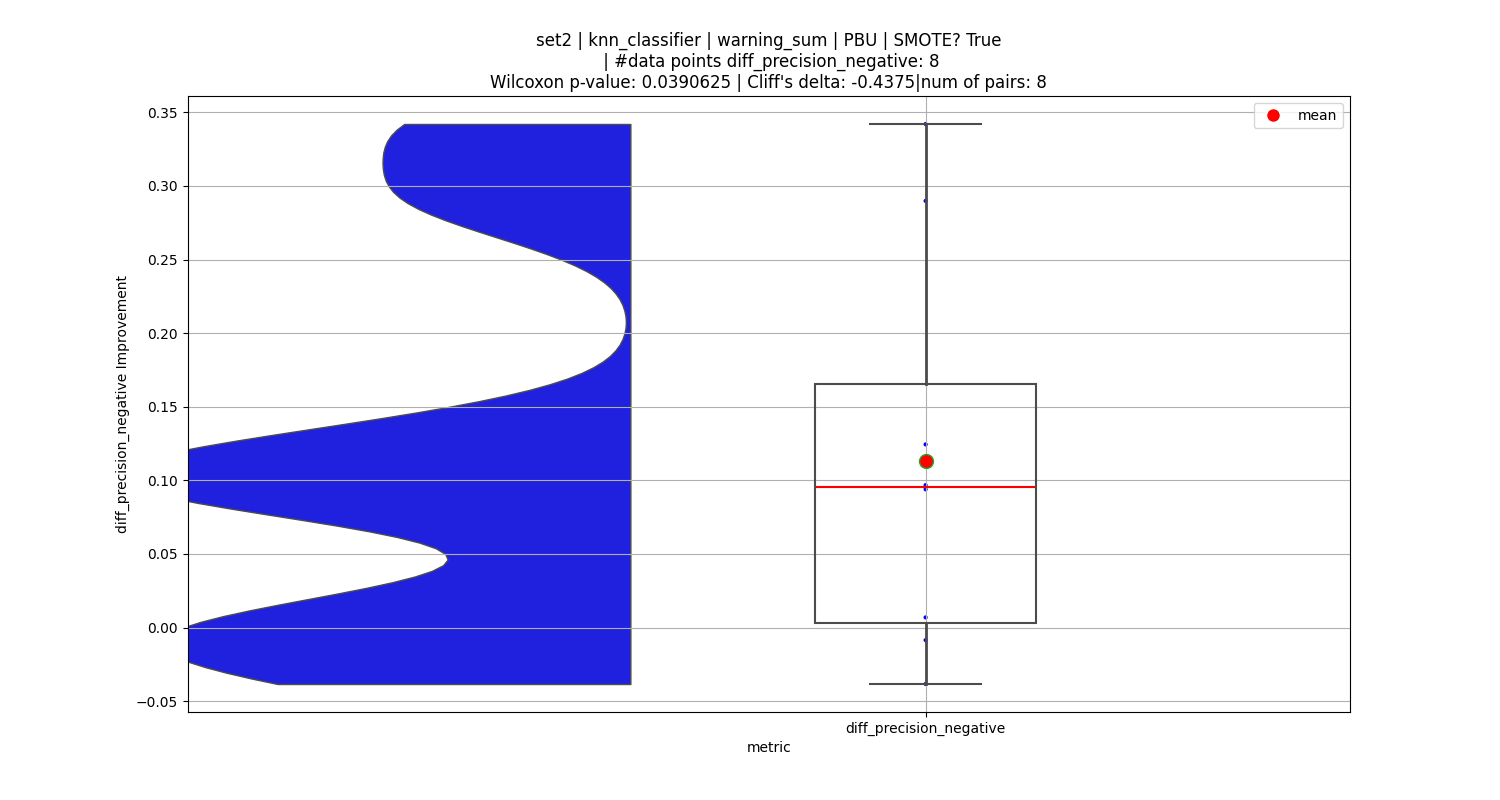 set2 | knn_classifier | warning_sum | PBU | SMOTE? True
| #data points diff_precision_negative: 8
Wilcoxon p-value: 0.0390625 | Cliff's delta: -0.4375|num of pairs: 8
mean
0.35
0.30
0.25
0.20
0.15
0.10
0.05
0.00
−0.05
diff_precision_negative Improvement
diff_precision_negative
metric